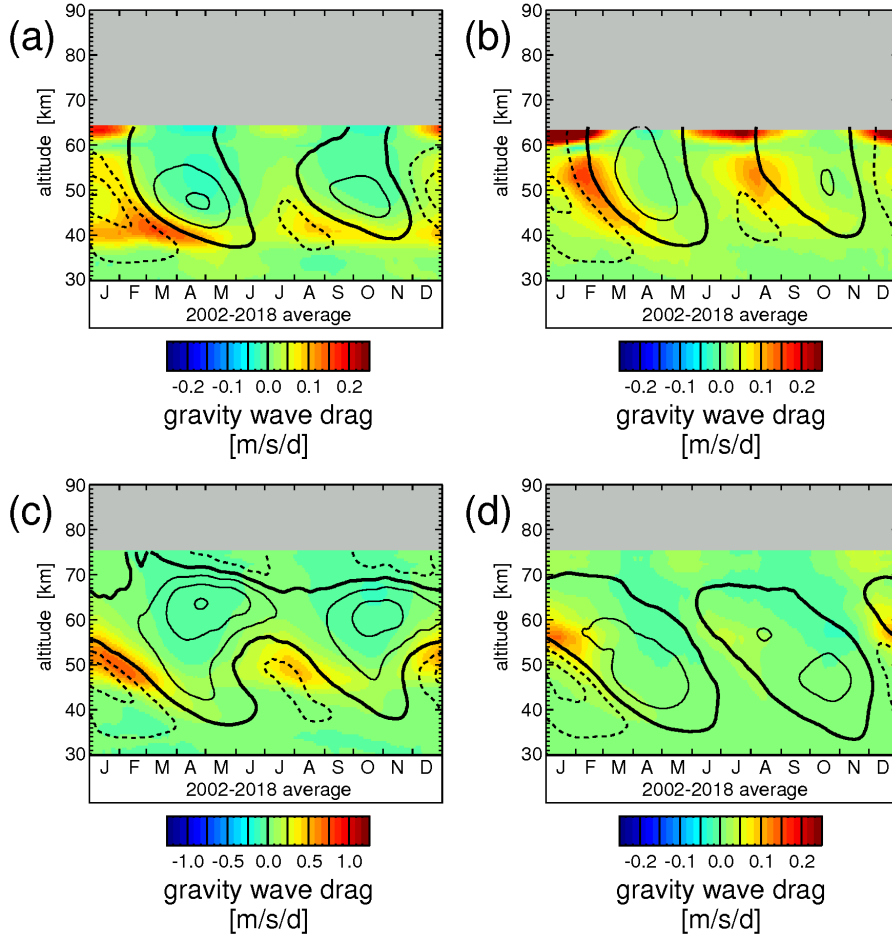 (a)
90
80
70
60
50
40
30
altitude [km]
J F M A M J J A S O N D
2002-2018 average
-0.2 -0.1 0.0 0.1 0.2
gravity wave drag
[m/s/d]
(b)
90
80
70
60
50
40
30
altitude [km]
J F M A M J J A S O N D
2002-2018 average
-0.2 -0.1 0.0 0.1 0.2
gravity wave drag
[m/s/d]
(c)
90
80
70
60
50
40
30
altitude [km]
J F M A M J J A S O N D
2002-2018 average
-1.0 -0.5 0.0 0.5 1.0
gravity wave drag
[m/s/d]
(d)
90
80
70
60
50
40
30
altitude [km]
J F M A M J J A S O N D
2002-2018 average
-0.2 -0.1 0.0 0.1 0.2
gravity wave drag
[m/s/d]